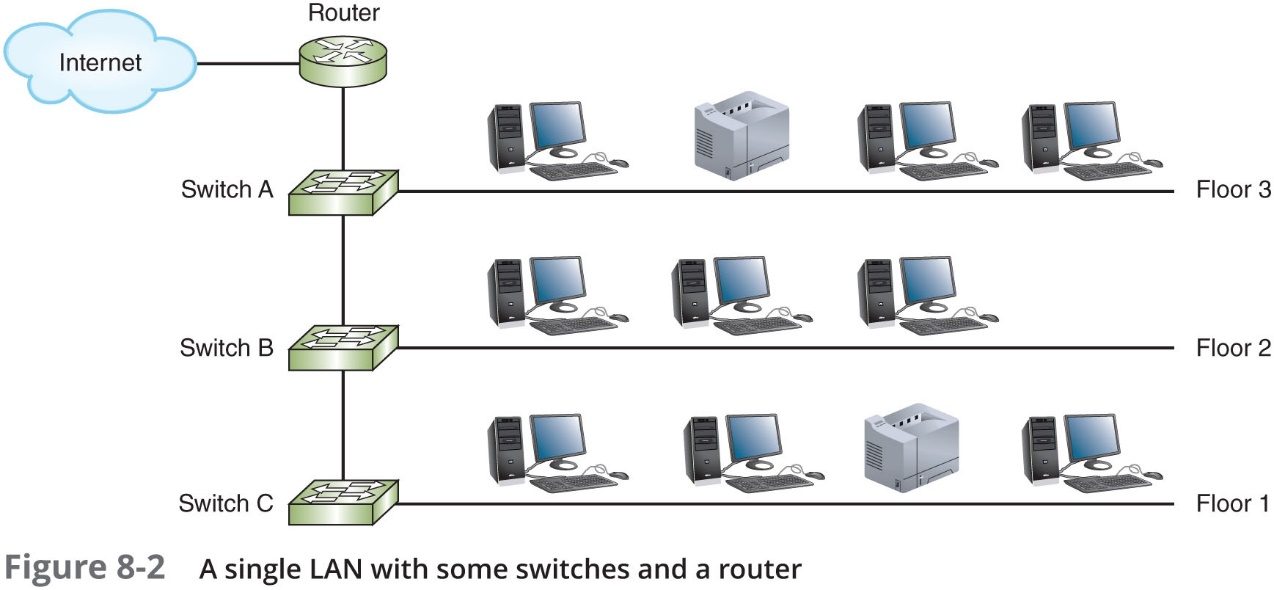 Router
Internet
Switch A
Floor 3
Switch B
Floor 2
Switch C
Floor 1
Figure 8-2 A single LAN with some switches and a router